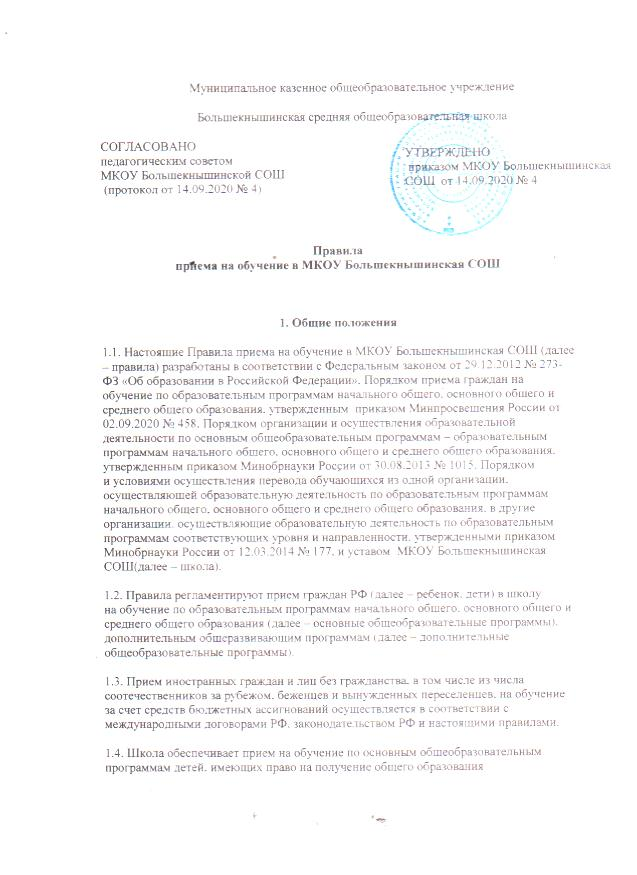 Муниципальное казенное общеобразовательное учреждение
Большекнышинская средняя общеобразовательная школа
СОГЛАСОВАНО
педагогическим советом
МКОУ Большекнышинской СОШ
(протокол от 14.09.2020 № 4)
УТВЕРЖДЕНО
приказом МКОУ Большекнышинская
СОШ от 14.09.2020 № 4
Правила
приема на обучение в МКОУ Большекнышинская СОШ
1. Общие положения
1.1. Настоящие Правила приема на обучение в МКОУ Большекнышинская СОШ (далее
– правила) разработаны в соответствии с Федеральным законом от 29.12.2012 № 273-
ФЗ «Об образовании в Российской Федерации», Порядком приема граждан на
обучение по образовательным программам начального общего, основного общего и
среднего общего образования, утвержденным приказом Минпросвещения России от
02.09.2020 № 458, Порядком организации и осуществления образовательной
деятельности по основным общеобразовательным программам – образовательным
программам начального общего, основного общего и среднего общего образования,
утвержденным приказом Минобрнауки России от 30.08.2013 № 1015, Порядком
и условиями осуществления перевода обучающихся из одной организации,
осуществляющей образовательную деятельность по образовательным программам
начального общего, основного общего и среднего общего образования, в другие
организации, осуществляющие образовательную деятельность по образовательным
программам соответствующих уровня и направленности, утвержденными приказом
Минобрнауки России от 12.03.2014 № 177, и уставом МКОУ Большекнышинская
СОШ(далее – школа).
1.2. Правила регламентируют прием граждан РФ (далее – ребенок, дети) в школу
на обучение по образовательным программам начального общего, основного общего и
среднего общего образования (далее – основные общеобразовательные программы),
дополнительным общеразвивающим программам (далее – дополнительные
общеобразовательные программы).
1.3. Прием иностранных граждан и лиц без гражданства, в том числе из числа
соотечественников за рубежом, беженцев и вынужденных переселенцев, на обучение
за счет средств бюджетных ассигнований осуществляется в соответствии с
международными договорами РФ, законодательством РФ и настоящими правилами.
1.4. Школа обеспечивает прием на обучение по основным общеобразовательным
программам детей, имеющих право на получение общего образования